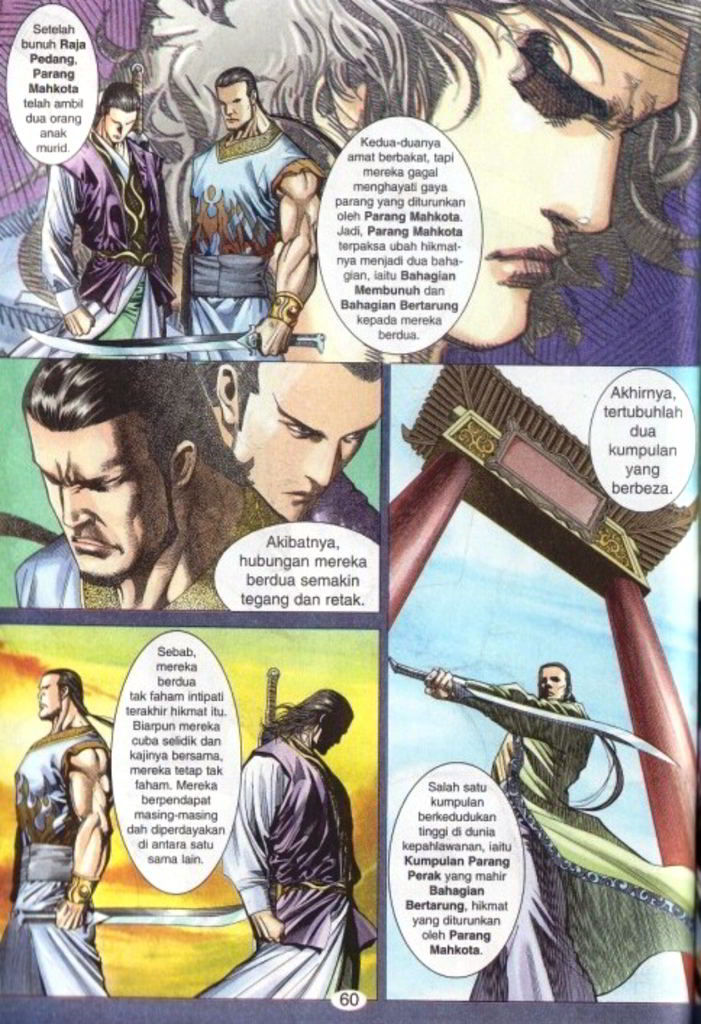 Setelah
bunuh Raja
Pedang,
Parang
Mahkota
telah ambil
dua orang
anak
murid.
Kedua-duanya
amat berbakat, tapi
mereka gagal
menghayati gaya
parang yang diturunkan
oleh Parang Mahkota.
Jadi, Parang Mahkota
terpaksa ubah hikmat-
nya menjadi dua baha-
gian, iaitu Bahagian
Membunuh dan
Bahagian Bertarung
kepada mereka
berdua.
Akibatnya,
hubungan mereka
berdua semakin
tegang dan retak.
Sebab,
mereka
berdua
tak faham intipati
terakhir hikmat itu.
Biarpun mereka
cuba selidik dan
kajinya bersama,
mereka tetap tak
faham. Mereka
berpendapat
masing-masing
dah diperdayakan
di antara satu
sama lain.
Akhirnya,
tertubuhlah
dua
kumpulan
yang
berbeza.
Salah satu
kumpulan
berkedudukan
tinggi di dunia
kepahlawanan, iaitu
Kumpulan Parang
Perak yang mahir
Bahagian
Bertarung, hikmat
yang diturunkan
oleh Parang
Mahkota.
60